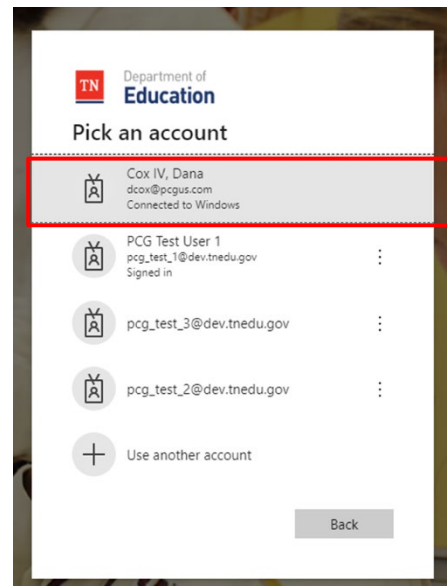 TN
Department of
Education
Pick an account
Cox IV, Dana
dcox@pcgus.com
Connected to Windows
PCG Test User 1
pcg_test_1@dev.tnedu.gov
Signed in
pcg_test_3@dev.tnedu.gov
pcg_test_2@dev.tnedu.gov
Use another account
Back